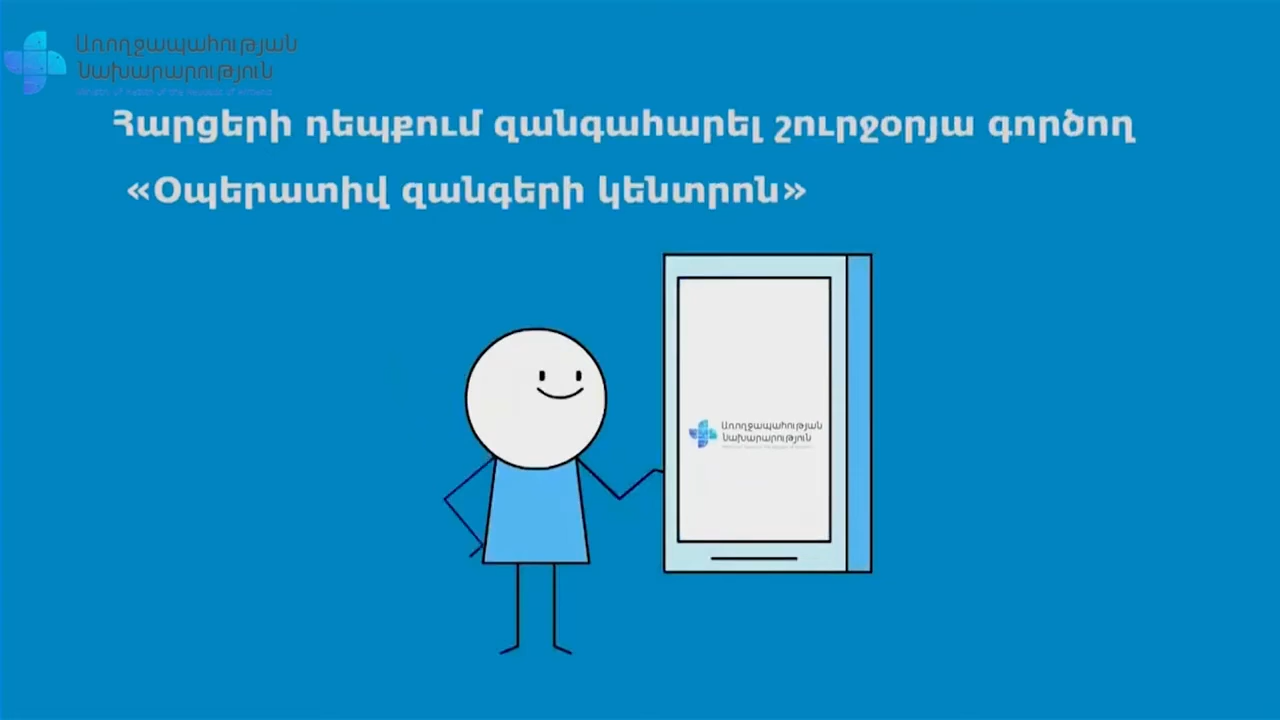 Առողջապահության
Նախարարություն
Հարցերի դեպքում զանգահարել շուրջօրյա գործող
«Օպերատիվ զանգերի կենտրոն»
Առողջապահության
Նախարարություն